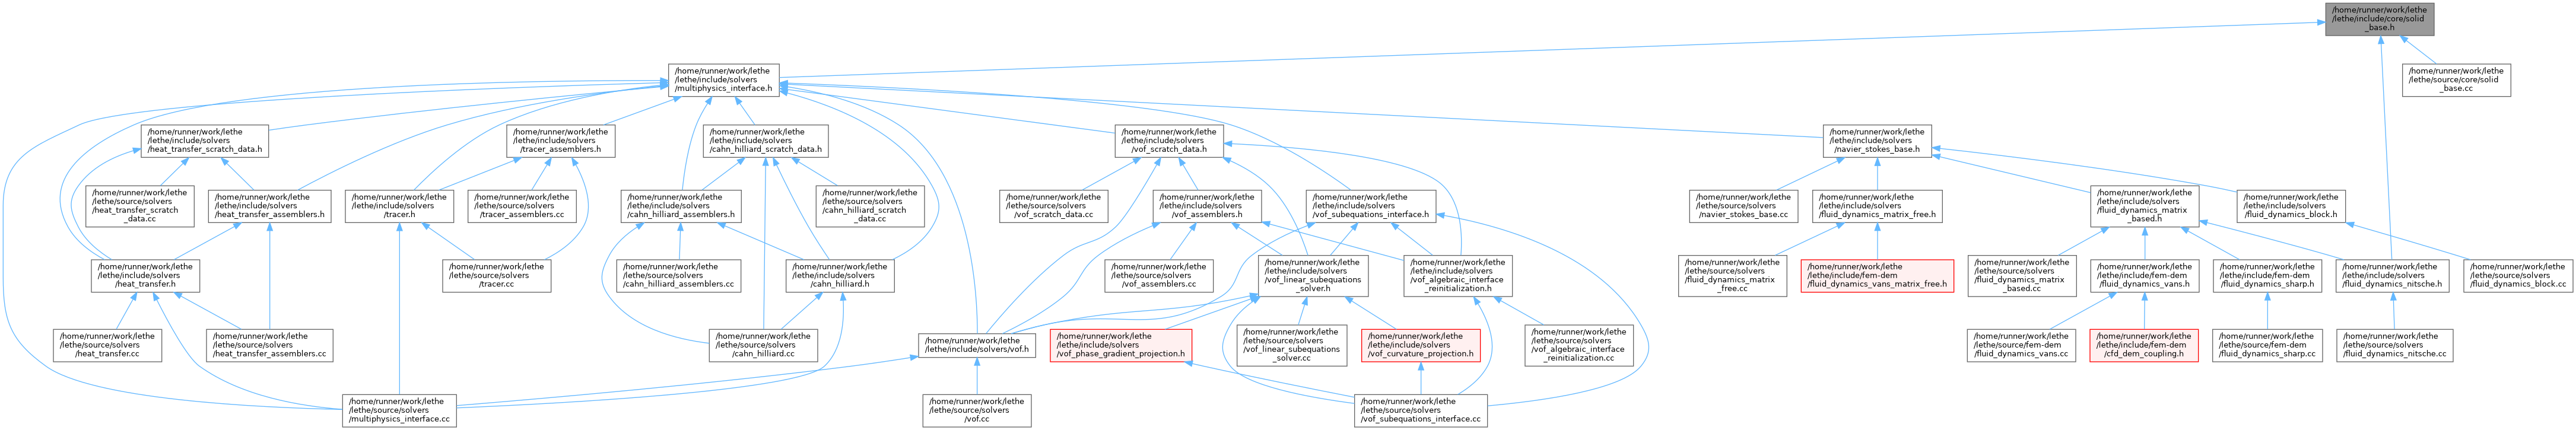 /home/runner/work/lethe
/lethe/include/core/solid
_base.h
/home/runner/work/lethe
/lethe/include/solvers
/multiphysics_interface.h
/home/runner/work/lethe
/lethe/source/core/solid
_base.cc
/home/runner/work/lethe
/lethe/include/solvers
/heat_transfer_scratch_data.h
/home/runner/work/lethe
/lethe/include/solvers
/tracer_assemblers.h
/home/runner/work/lethe
/lethe/include/solvers
/cahn_hilliard_scratch_data.h
/home/runner/work/lethe
/lethe/include/solvers
/vof_scratch_data.h
/home/runner/work/lethe
/lethe/include/solvers
/navier_stokes_base.h
/home/runner/work/lethe
/lethe/source/solvers
/heat_transfer_scratch
_data.cc
/home/runner/work/lethe
/lethe/include/solvers
/heat_transfer_assemblers.h
/home/runner/work/lethe
/lethe/include/solvers
/tracer.h
/home/runner/work/lethe
/lethe/source/solvers
/tracer_assemblers.cc
/home/runner/work/lethe
/lethe/include/solvers
/cahn_hilliard_assemblers.h
/home/runner/work/lethe
/lethe/source/solvers
/cahn_hilliard_scratch
_data.cc
/home/runner/work/lethe
/lethe/source/solvers
/vof_scratch_data.cc
/home/runner/work/lethe
/lethe/include/solvers
/vof_assemblers.h
/home/runner/work/lethe
/lethe/include/solvers
/vof_subequations_interface.h
/home/runner/work/lethe
/lethe/source/solvers
/navier_stokes_base.cc
/home/runner/work/lethe
/lethe/include/solvers
/fluid_dynamics_matrix_free.h
/home/runner/work/lethe
/lethe/include/solvers
/fluid_dynamics_matrix
_based.h
/home/runner/work/lethe
/lethe/include/solvers
/fluid_dynamics_block.h
/home/runner/work/lethe
/lethe/include/solvers
/heat_transfer.h
/home/runner/work/lethe
/lethe/source/solvers
/tracer.cc
/home/runner/work/lethe
/lethe/source/solvers
/cahn_hilliard_assemblers.cc
/home/runner/work/lethe
/lethe/include/solvers
/cahn_hilliard.h
/home/runner/work/lethe
/lethe/source/solvers
/vof_assemblers.cc
/home/runner/work/lethe
/lethe/include/solvers
/vof_linear_subequations
_solver.h
/home/runner/work/lethe
/lethe/include/solvers
/vof_algebraic_interface
_reinitialization.h
/home/runner/work/lethe
/lethe/source/solvers
/fluid_dynamics_matrix
_free.cc
/home/runner/work/lethe
/lethe/include/fem-dem
/fluid_dynamics_vans_matrix_free.h
/home/runner/work/lethe
/lethe/source/solvers
/fluid_dynamics_matrix
_based.cc
/home/runner/work/lethe
/lethe/include/fem-dem
/fluid_dynamics_vans.h
/home/runner/work/lethe
/lethe/include/fem-dem
/fluid_dynamics_sharp.h
/home/runner/work/lethe
/lethe/include/solvers
/fluid_dynamics_nitsche.h
/home/runner/work/lethe
/lethe/source/solvers
/fluid_dynamics_block.cc
/home/runner/work/lethe
/lethe/source/solvers
/heat_transfer.cc
/home/runner/work/lethe
/lethe/source/solvers
/heat_transfer_assemblers.cc
/home/runner/work/lethe
/lethe/source/solvers
/cahn_hilliard.cc
/home/runner/work/lethe
/lethe/include/solvers/vof.h
/home/runner/work/lethe
/lethe/include/solvers
/vof_phase_gradient_projection.h
/home/runner/work/lethe
/lethe/source/solvers
/vof_linear_subequations
_solver.cc
/home/runner/work/lethe
/lethe/include/solvers
/vof_curvature_projection.h
/home/runner/work/lethe
/lethe/source/solvers
/vof_algebraic_interface
_reinitialization.cc
/home/runner/work/lethe
/lethe/source/fem-dem
/fluid_dynamics_vans.cc
/home/runner/work/lethe
/lethe/include/fem-dem
/cfd_dem_coupling.h
/home/runner/work/lethe
/lethe/source/fem-dem
/fluid_dynamics_sharp.cc
/home/runner/work/lethe
/lethe/source/solvers
/fluid_dynamics_nitsche.cc
/home/runner/work/lethe
/lethe/source/solvers
/multiphysics_interface.cc
/home/runner/work/lethe
/lethe/source/solvers
/vof.cc
/home/runner/work/lethe
/lethe/source/solvers
/vof_subequations_interface.cc